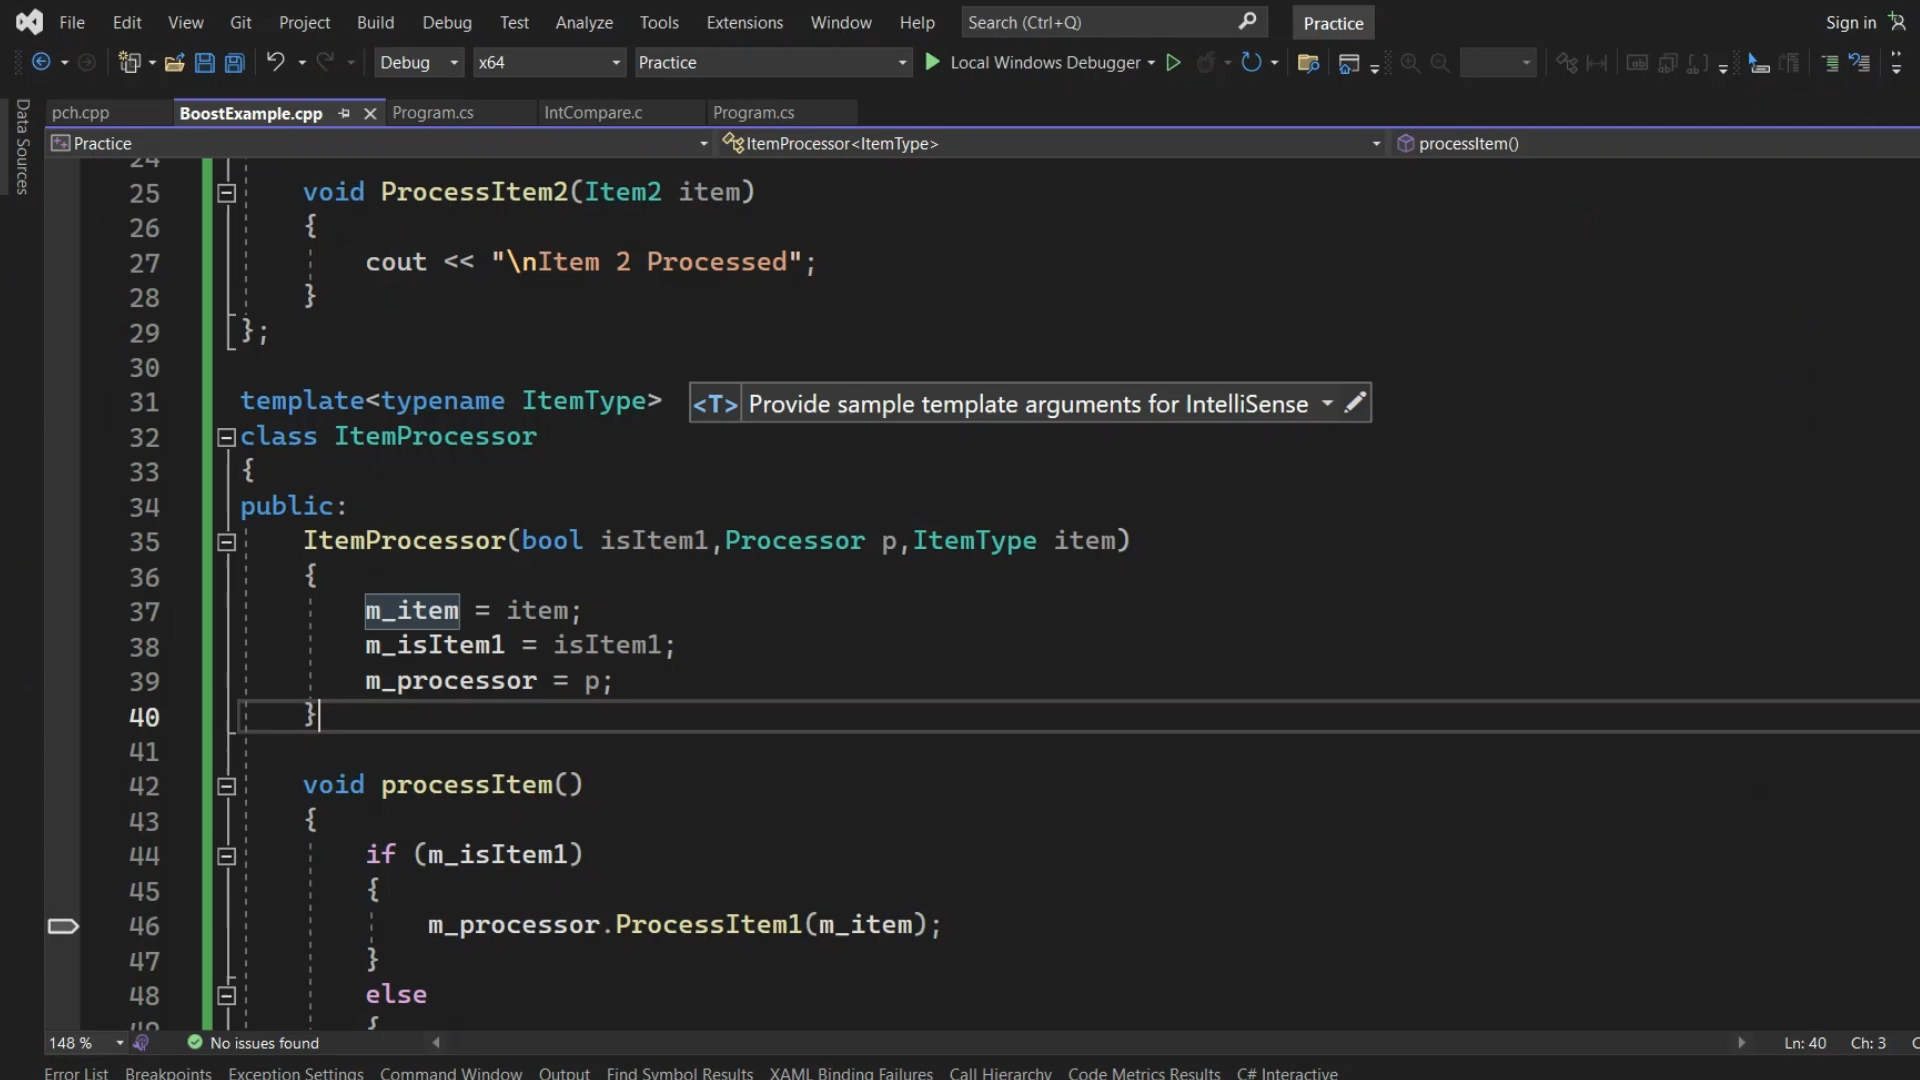 File Edit View Git Project Build Debug Test Analyze Tools Extensions Window Help Search (Ctrl+Q) Practice Sign in
Debug x64 Practice Local Windows Debugger
pch.cpp BoostExample.cpp Program.cs IntCompare.c Program.cs
Data Sources
Practice ItemProcessor<ItemType> processItem()
24
25 void ProcessItem2(Item2 item)
26 {
27 cout << "\nItem 2 Processed";
28 }
29 };
30
31 template<typename ItemType> <T> Provide sample template arguments for IntelliSense
32 class ItemProcessor
33 {
34 public:
35 ItemProcessor(bool isItem1,Processor p,ItemType item)
36 {
37 m_item = item;
38 m_isItem1 = isItem1;
39 m_processor = p;
40 }
41
42 void processItem()
43 {
44 if (m_isItem1)
45 {
46 m_processor.ProcessItem1(m_item);
47 }
48 else
49 {
148 % No issues found Ln: 40 Ch: 3
Error List Breakpoints Exception Settings Command Window Output Find Symbol Results XAML Binding Failures Call Hierarchy Code Metrics Results C# Interactive